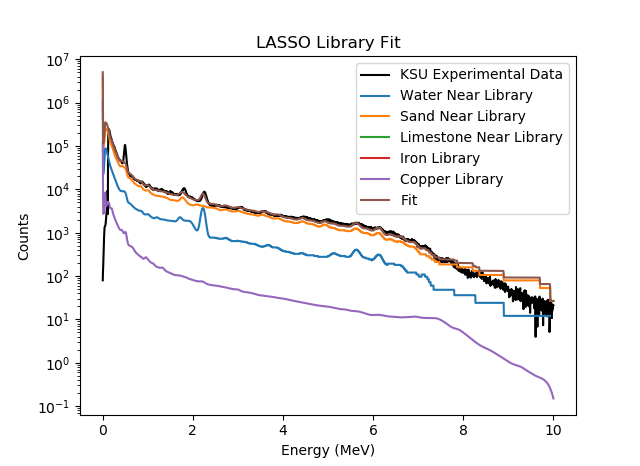 LASSO Library Fit
10^7
10^6
10^5
10^4
10^3
10^2
10^1
10^0
10^−1
Counts
KSU Experimental Data
Water Near Library
Sand Near Library
Limestone Near Library
Iron Library
Copper Library
Fit
0 2 4 6 8 10
Energy (MeV)